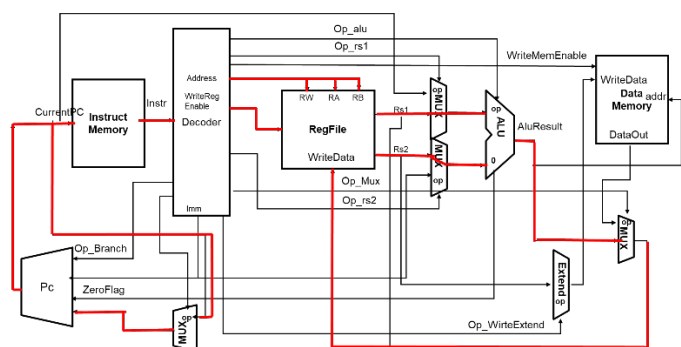 Op_alu
Op_rs1
WriteMemEnable
Address
WriteReg
Enable
Decoder
Imm
CurrentPC
Instruct
Memory
Instr
RW
RA
RB
RegFile
WriteData
Rs1
Rs2
op
MUX
MUX
op
op
ALU
0
AluResult
WriteData
Data
addr
Memory
DataOut
Op_Mux
Op_rs2
op
MUX
Op_Branch
Pc
ZeroFlag
op
MUX
Extend
op
Op_WirteExtend